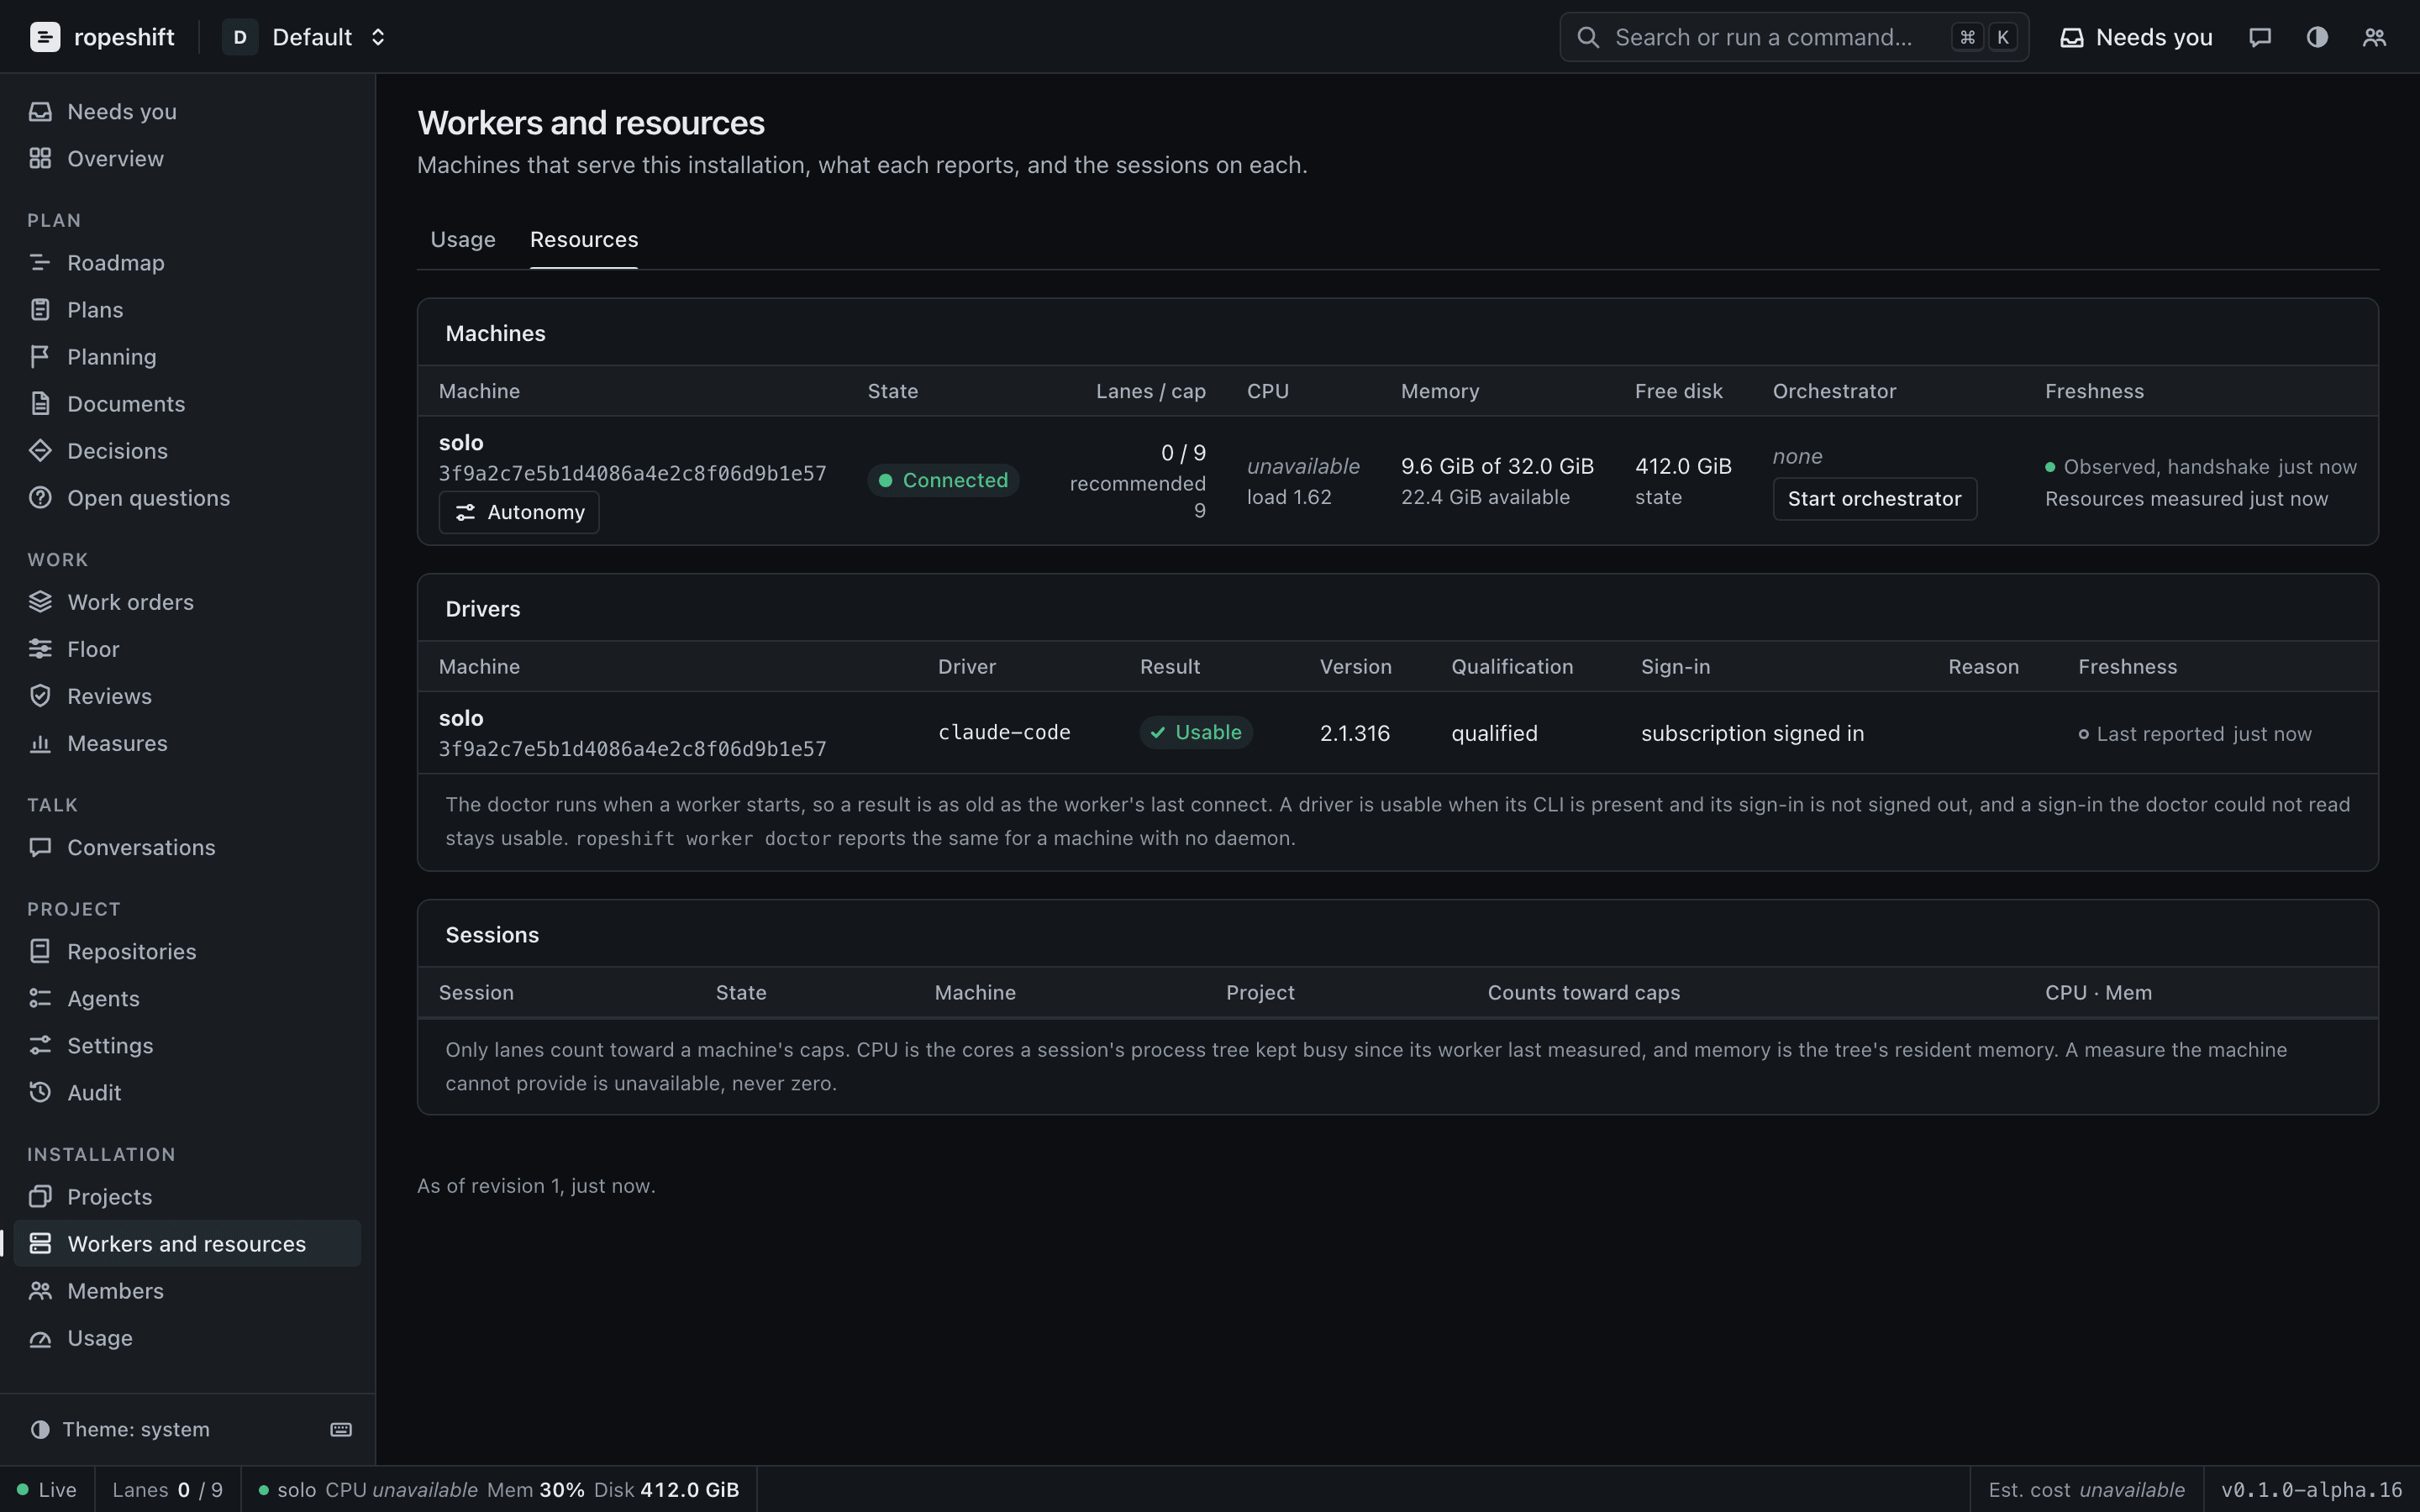 ropeshift
D Default
Search or run a command... ⌘ K
Needs you
Needs you
Overview
PLAN
Roadmap
Plans
Planning
Documents
Decisions
Open questions
WORK
Work orders
Floor
Reviews
Measures
TALK
Conversations
PROJECT
Repositories
Agents
Settings
Audit
INSTALLATION
Projects
Workers and resources
Members
Usage
Theme: system
Workers and resources
Machines that serve this installation, what each reports, and the sessions on each.
Usage Resources
Machines
Machine State Lanes / cap CPU Memory Free disk Orchestrator Freshness
solo
3f9a2c7e5b1d4086a4e2c8f06d9b1e57
Autonomy
Connected
0 / 9
recommended
9
unavailable
load 1.62
9.6 GiB of 32.0 GiB
22.4 GiB available
412.0 GiB
state
none
Start orchestrator
Observed, handshake just now
Resources measured just now
Drivers
Machine Driver Result Version Qualification Sign-in Reason Freshness
solo
3f9a2c7e5b1d4086a4e2c8f06d9b1e57
claude-code Usable 2.1.316 qualified subscription signed in Last reported just now
The doctor runs when a worker starts, so a result is as old as the worker's last connect. A driver is usable when its CLI is present and its sign-in is not signed out, and a sign-in the doctor could not read
stays usable. ropeshift worker doctor reports the same for a machine with no daemon.
Sessions
Session State Machine Project Counts toward caps CPU · Mem
Only lanes count toward a machine's caps. CPU is the cores a session's process tree kept busy since its worker last measured, and memory is the tree's resident memory. A measure the machine
cannot provide is unavailable, never zero.
As of revision 1, just now.
Live Lanes 0 / 9 solo CPU unavailable Mem 30% Disk 412.0 GiB Est. cost unavailable v0.1.0-alpha.16